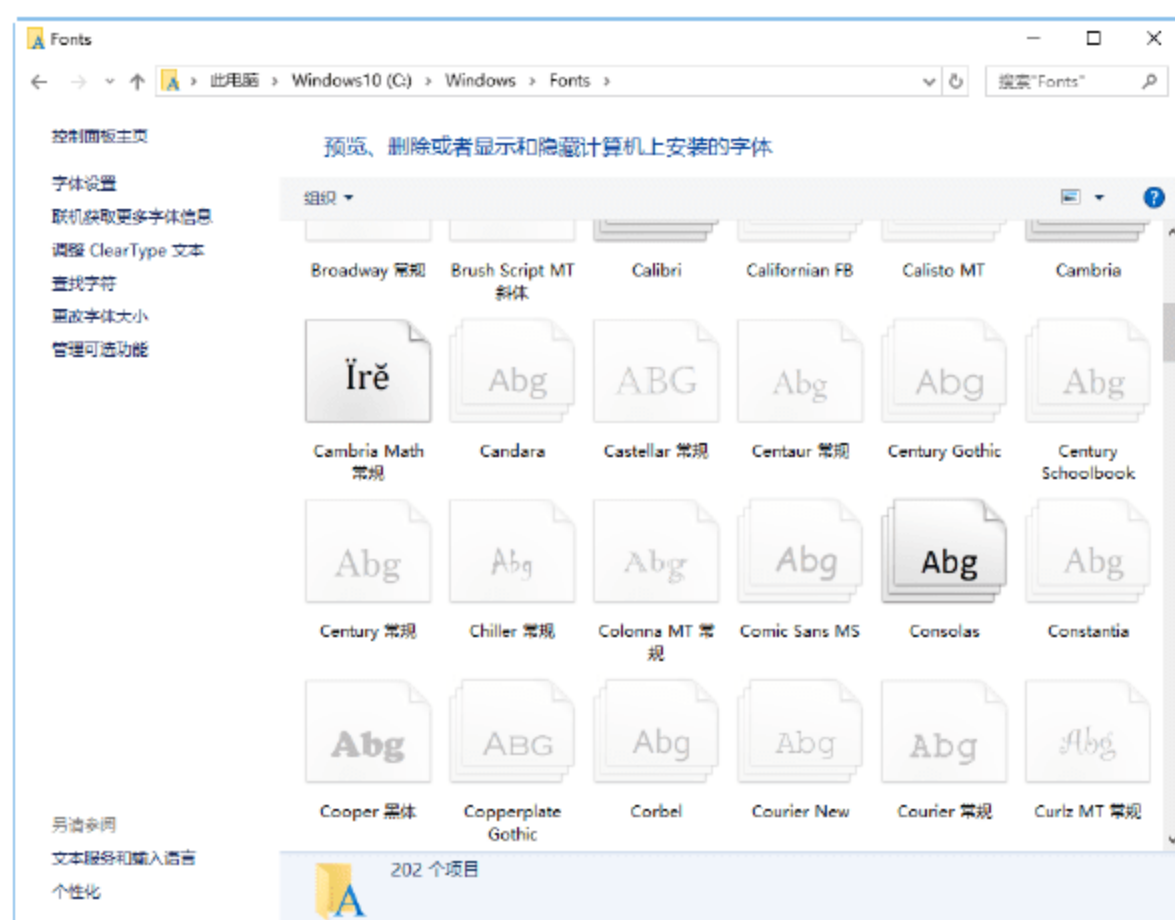 Fonts
此电脑 > Windows10 (C:) > Windows > Fonts >
搜索"Fonts"
控制面板主页
字体设置
联机获取更多字体信息
调整 ClearType 文本
查找字符
更改字体大小
管理可选功能
另请参阅
文本服务和输入语言
个性化
预览、删除或者显示和隐藏计算机上安装的字体
组织
Broadway 常规
Brush Script MT
斜体
Calibri
Californian FB
Calisto MT
Cambria
Ïrĕ
Abg
ABG
Abg
Abg
Abg
Cambria Math
常规
Candara
Castellar 常规
Centaur 常规
Century Gothic
Century
Schoolbook
Abg
Abg
Abg
Abg
Abg
Abg
Century 常规
Chiller 常规
Colonna MT 常
规
Comic Sans MS
Consolas
Constantia
Abg
ABG
Abg
Abg
Abg
Abg
Cooper 黑体
Copperplate
Gothic
Corbel
Courier New
Courier 常规
Curlz MT 常规
202 个项目